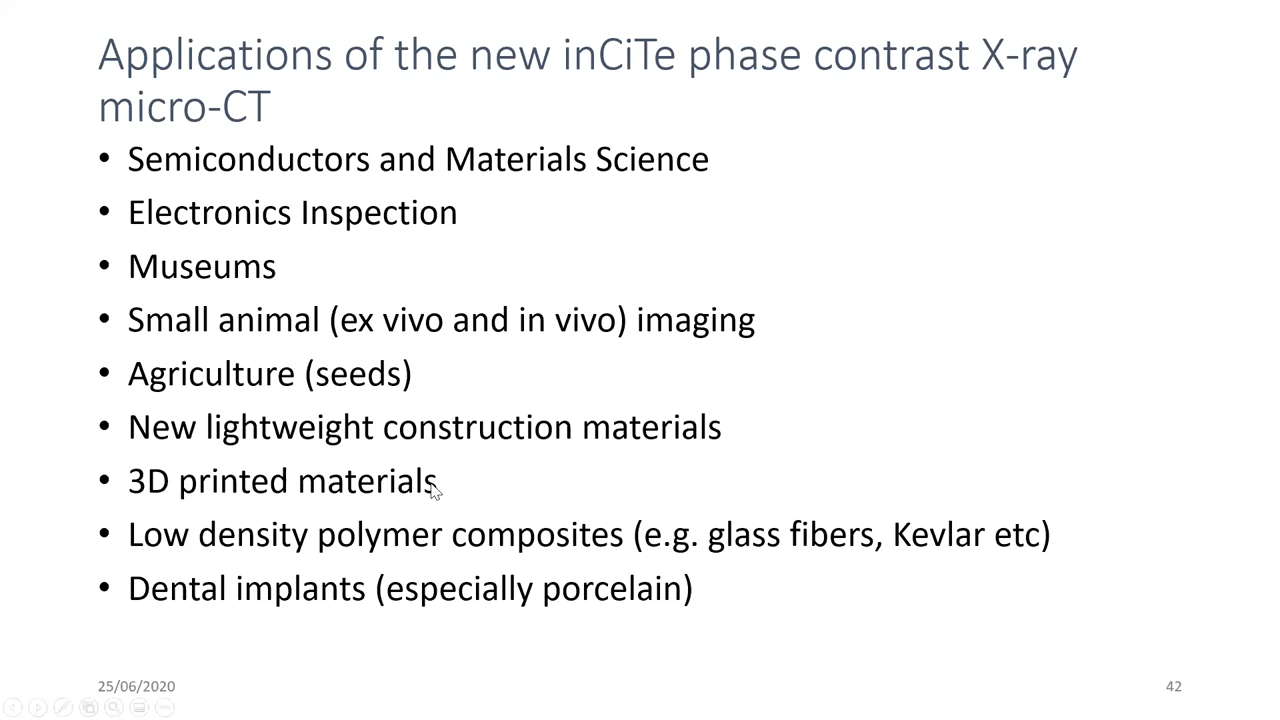 Applications of the new inCiTe phase contrast X-ray
micro-CT
• Semiconductors and Materials Science
• Electronics Inspection
• Museums
• Small animal (ex vivo and in vivo) imaging
• Agriculture (seeds)
• New lightweight construction materials
• 3D printed materials
• Low density polymer composites (e.g. glass fibers, Kevlar etc)
• Dental implants (especially porcelain)
25/06/2020
42